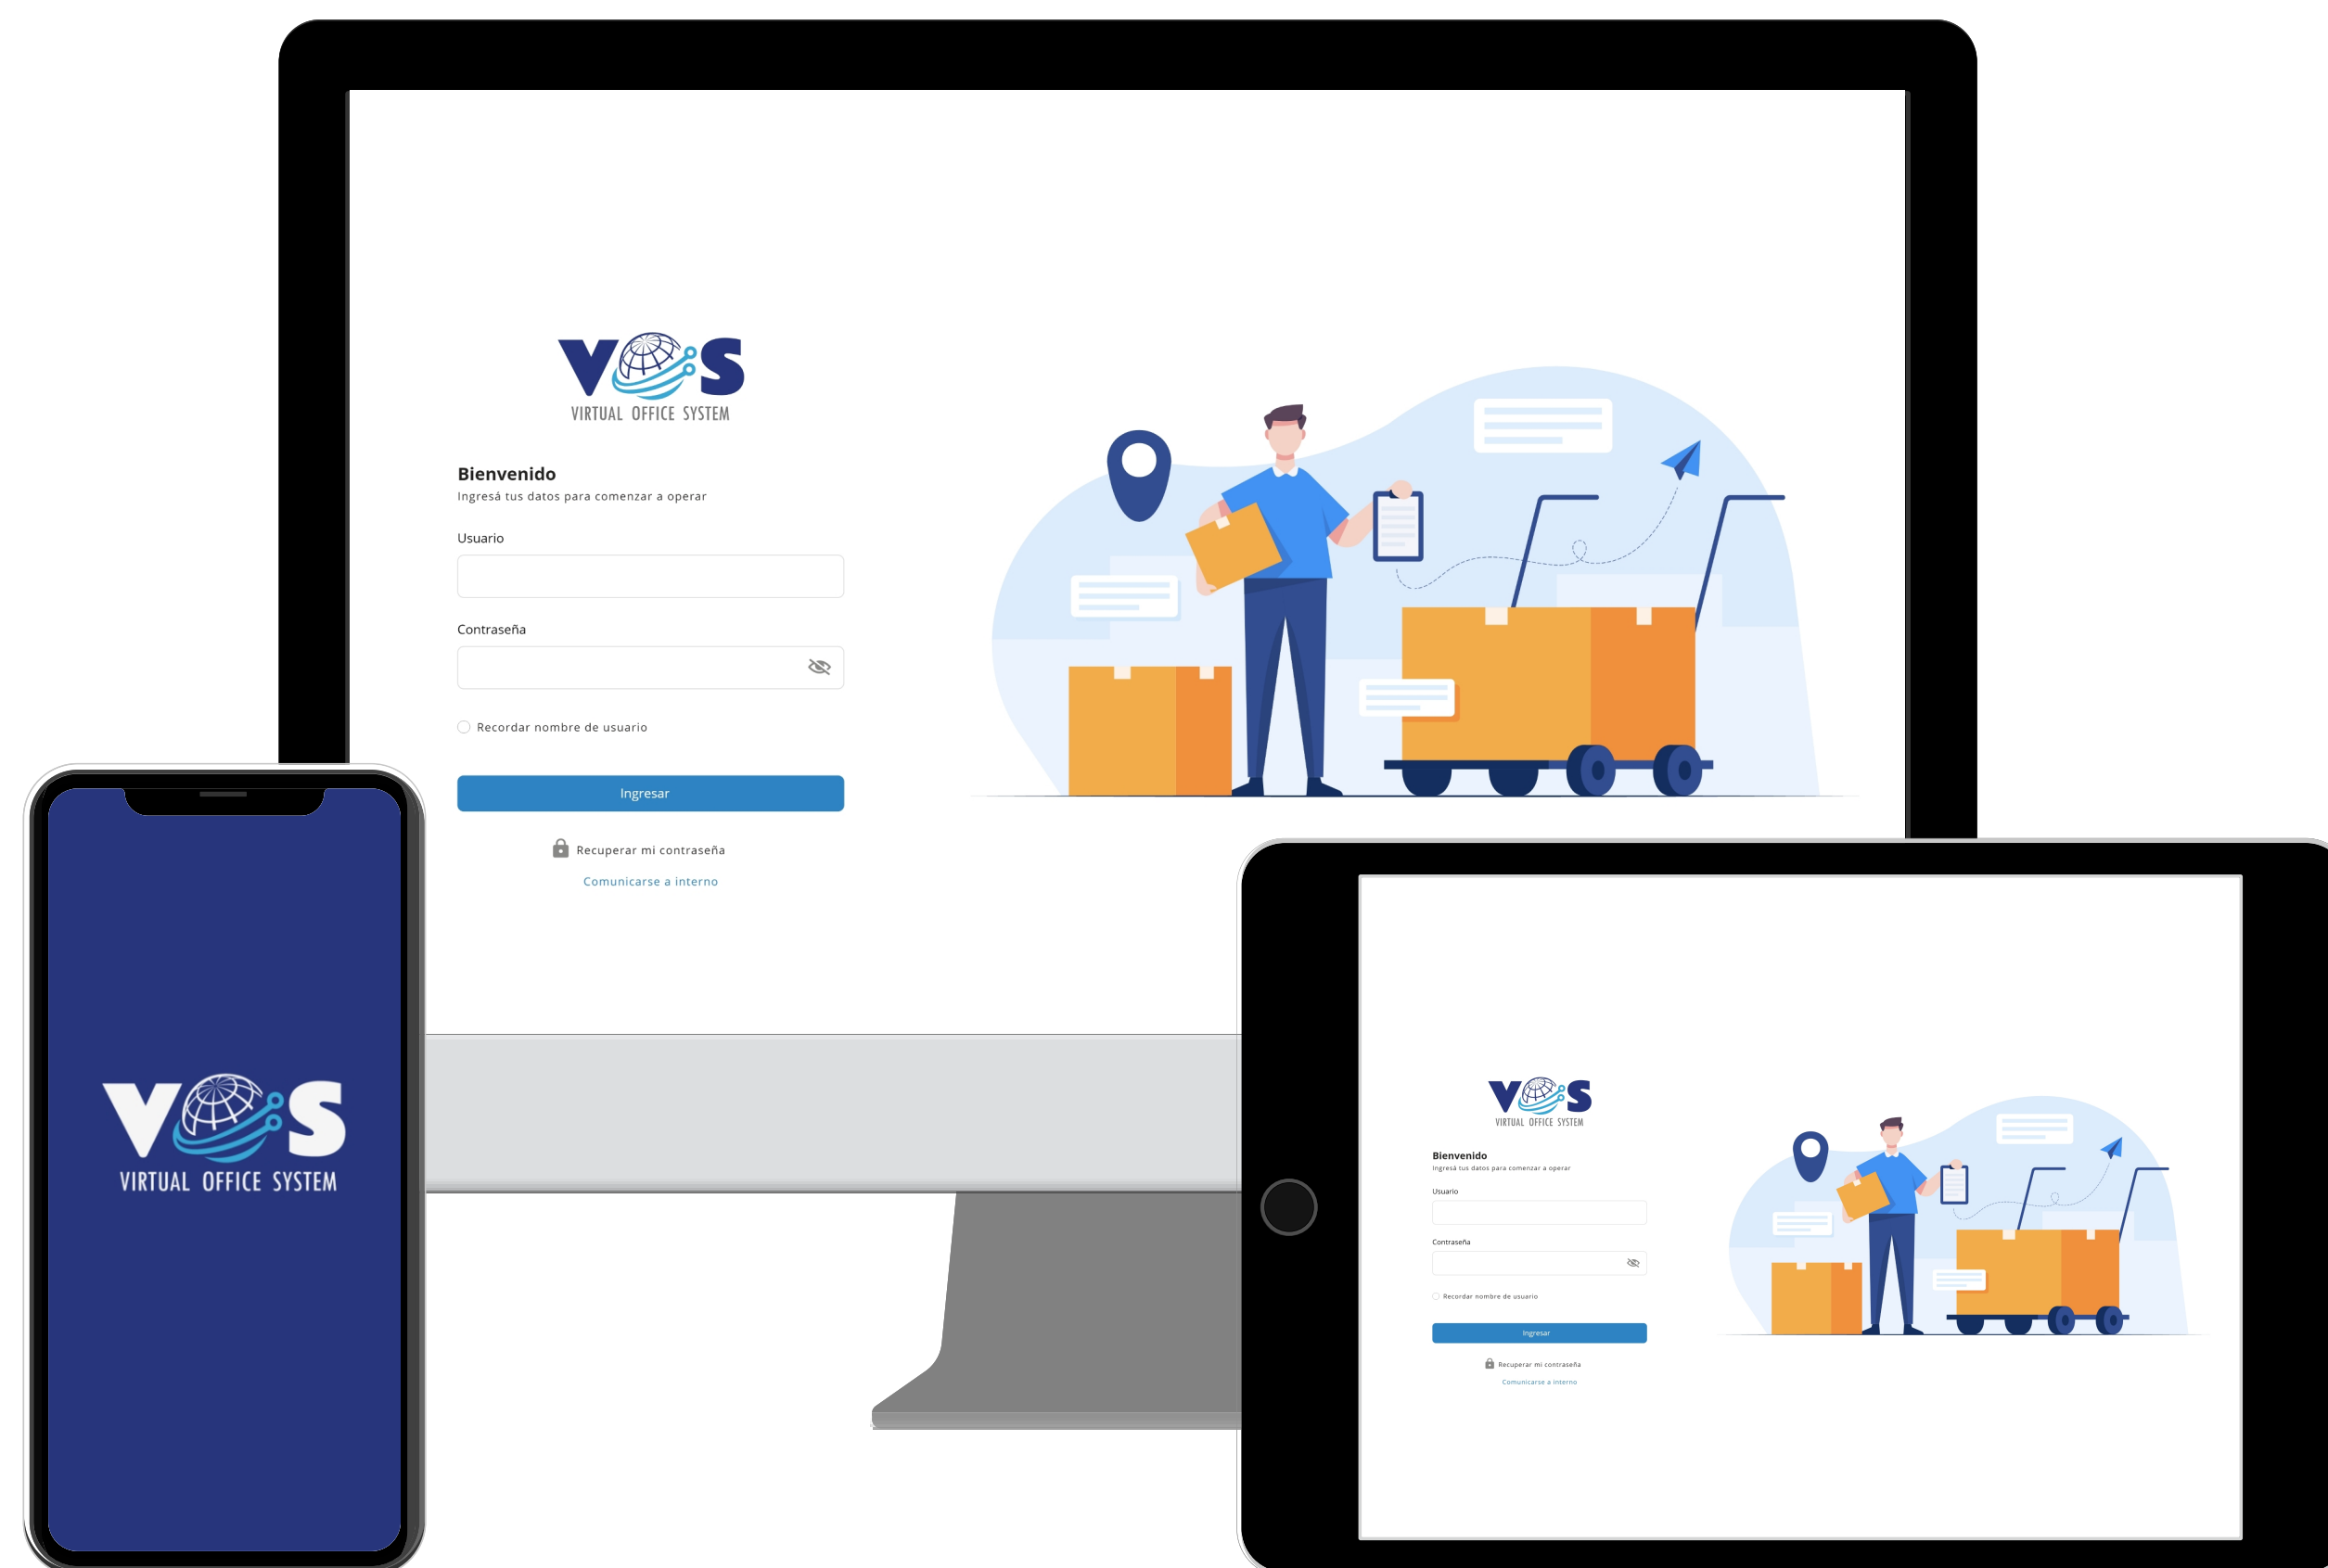 VOS
VIRTUAL OFFICE SYSTEM
Bienvenido
Ingresá tus datos para comenzar a operar
Usuario
Contraseña
Recordar nombre de usuario
Ingresar
Recuperar mi contraseña
Comunicarse a interno
VOS
VIRTUAL OFFICE SYSTEM
VOS
VIRTUAL OFFICE SYSTEM
Bienvenido
Ingresá tus datos para comenzar a operar
Usuario
Contraseña
Recordar nombre de usuario
Ingresar
Recuperar mi contraseña
Comunicarse a interno